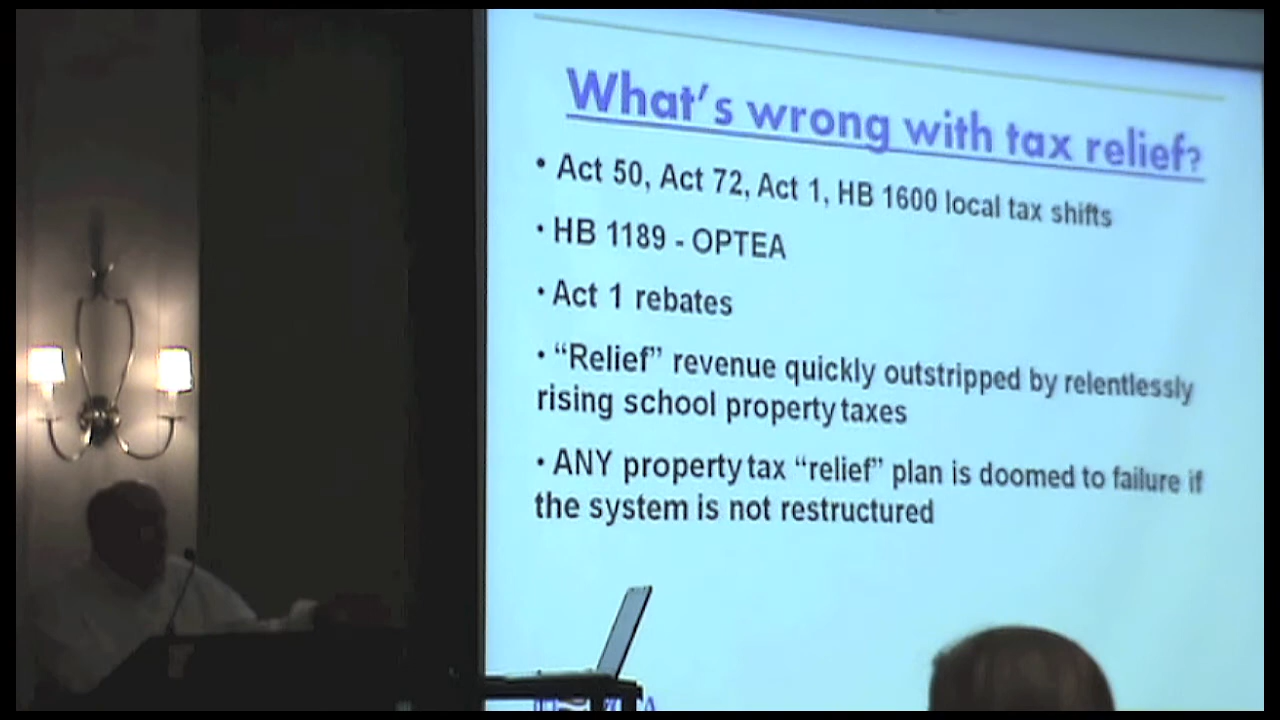 What's wrong with tax relief?
• Act 50, Act 72, Act 1, HB 1600 local tax shifts
• HB 1189 - OPTEA
• Act 1 rebates
• “Relief” revenue quickly outstripped by relentlessly
rising school property taxes
• ANY property tax “relief” plan is doomed to failure if
the system is not restructured